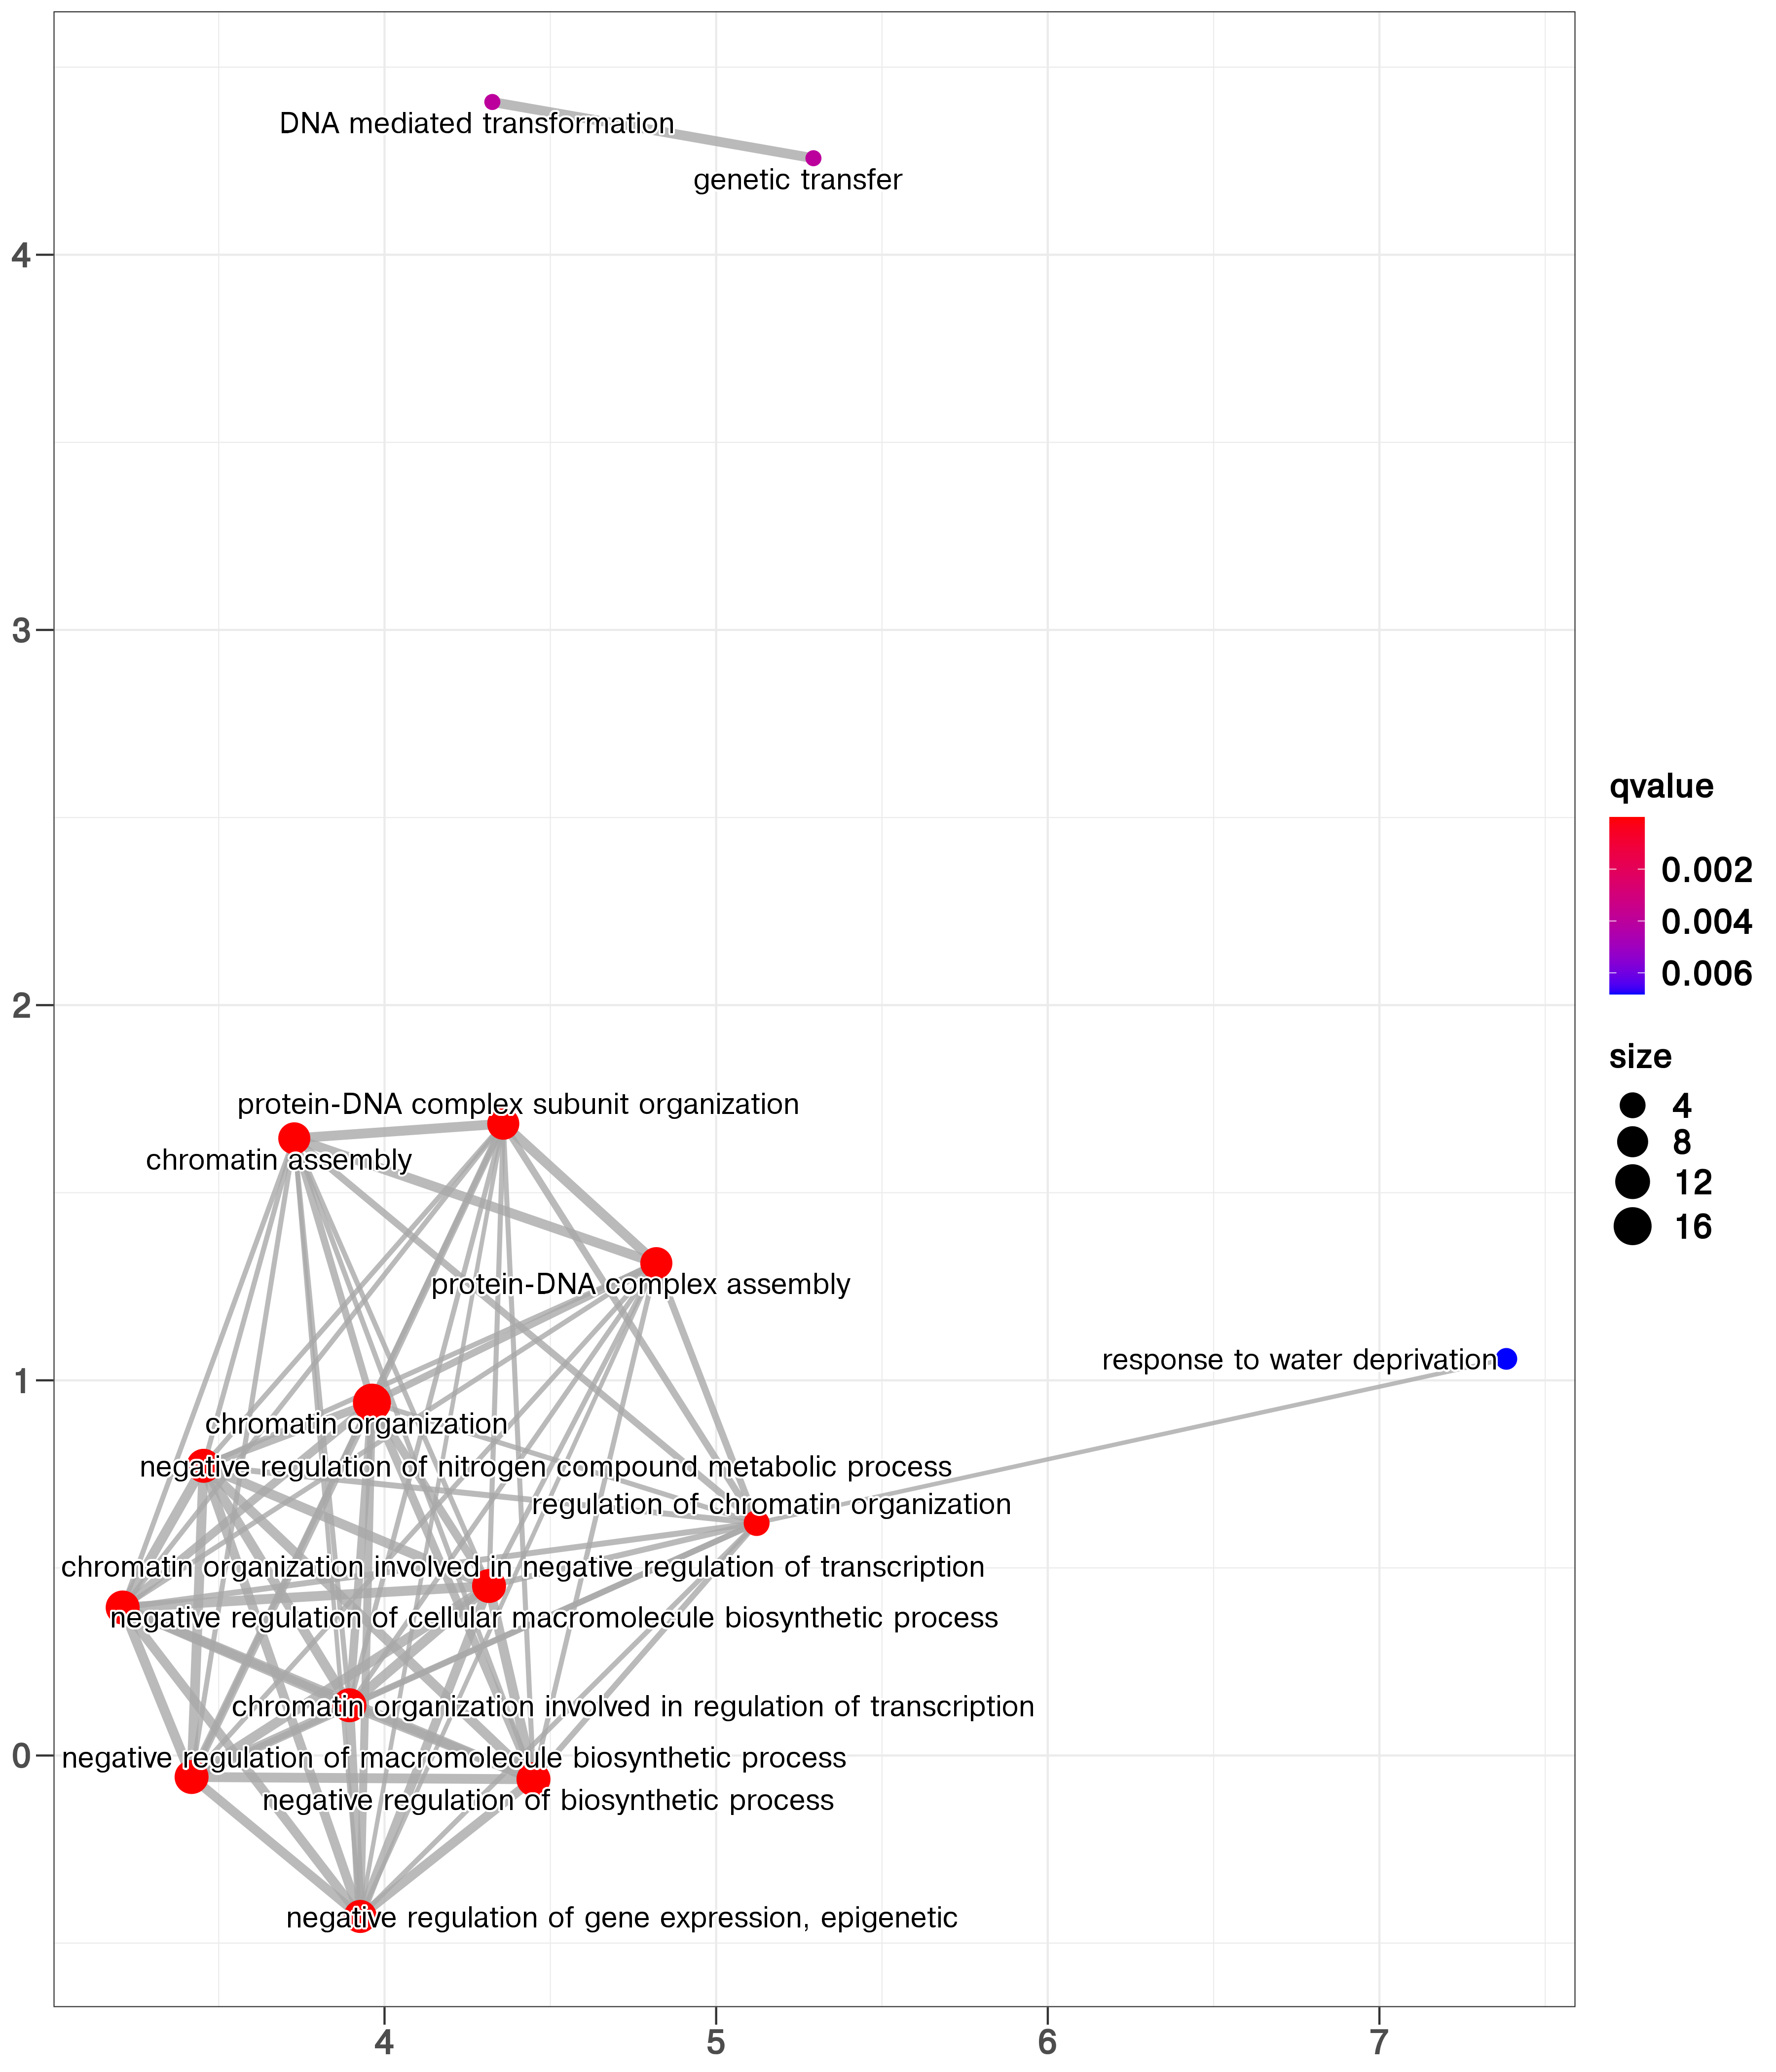 DNA mediated transformation
genetic transfer
4
3
qvalue
0.002
0.004
0.006
2
size
4
8
12
16
protein-DNA complex subunit organization
chromatin assembly
protein-DNA complex assembly
response to water deprivation
1
chromatin organization
negative regulation of nitrogen compound metabolic process
regulation of chromatin organization
chromatin organization involved in negative regulation of transcription
negative regulation of cellular macromolecule biosynthetic process
chromatin organization involved in regulation of transcription
0
negative regulation of macromolecule biosynthetic process
negative regulation of biosynthetic process
negative regulation of gene expression, epigenetic
4
5
6
7